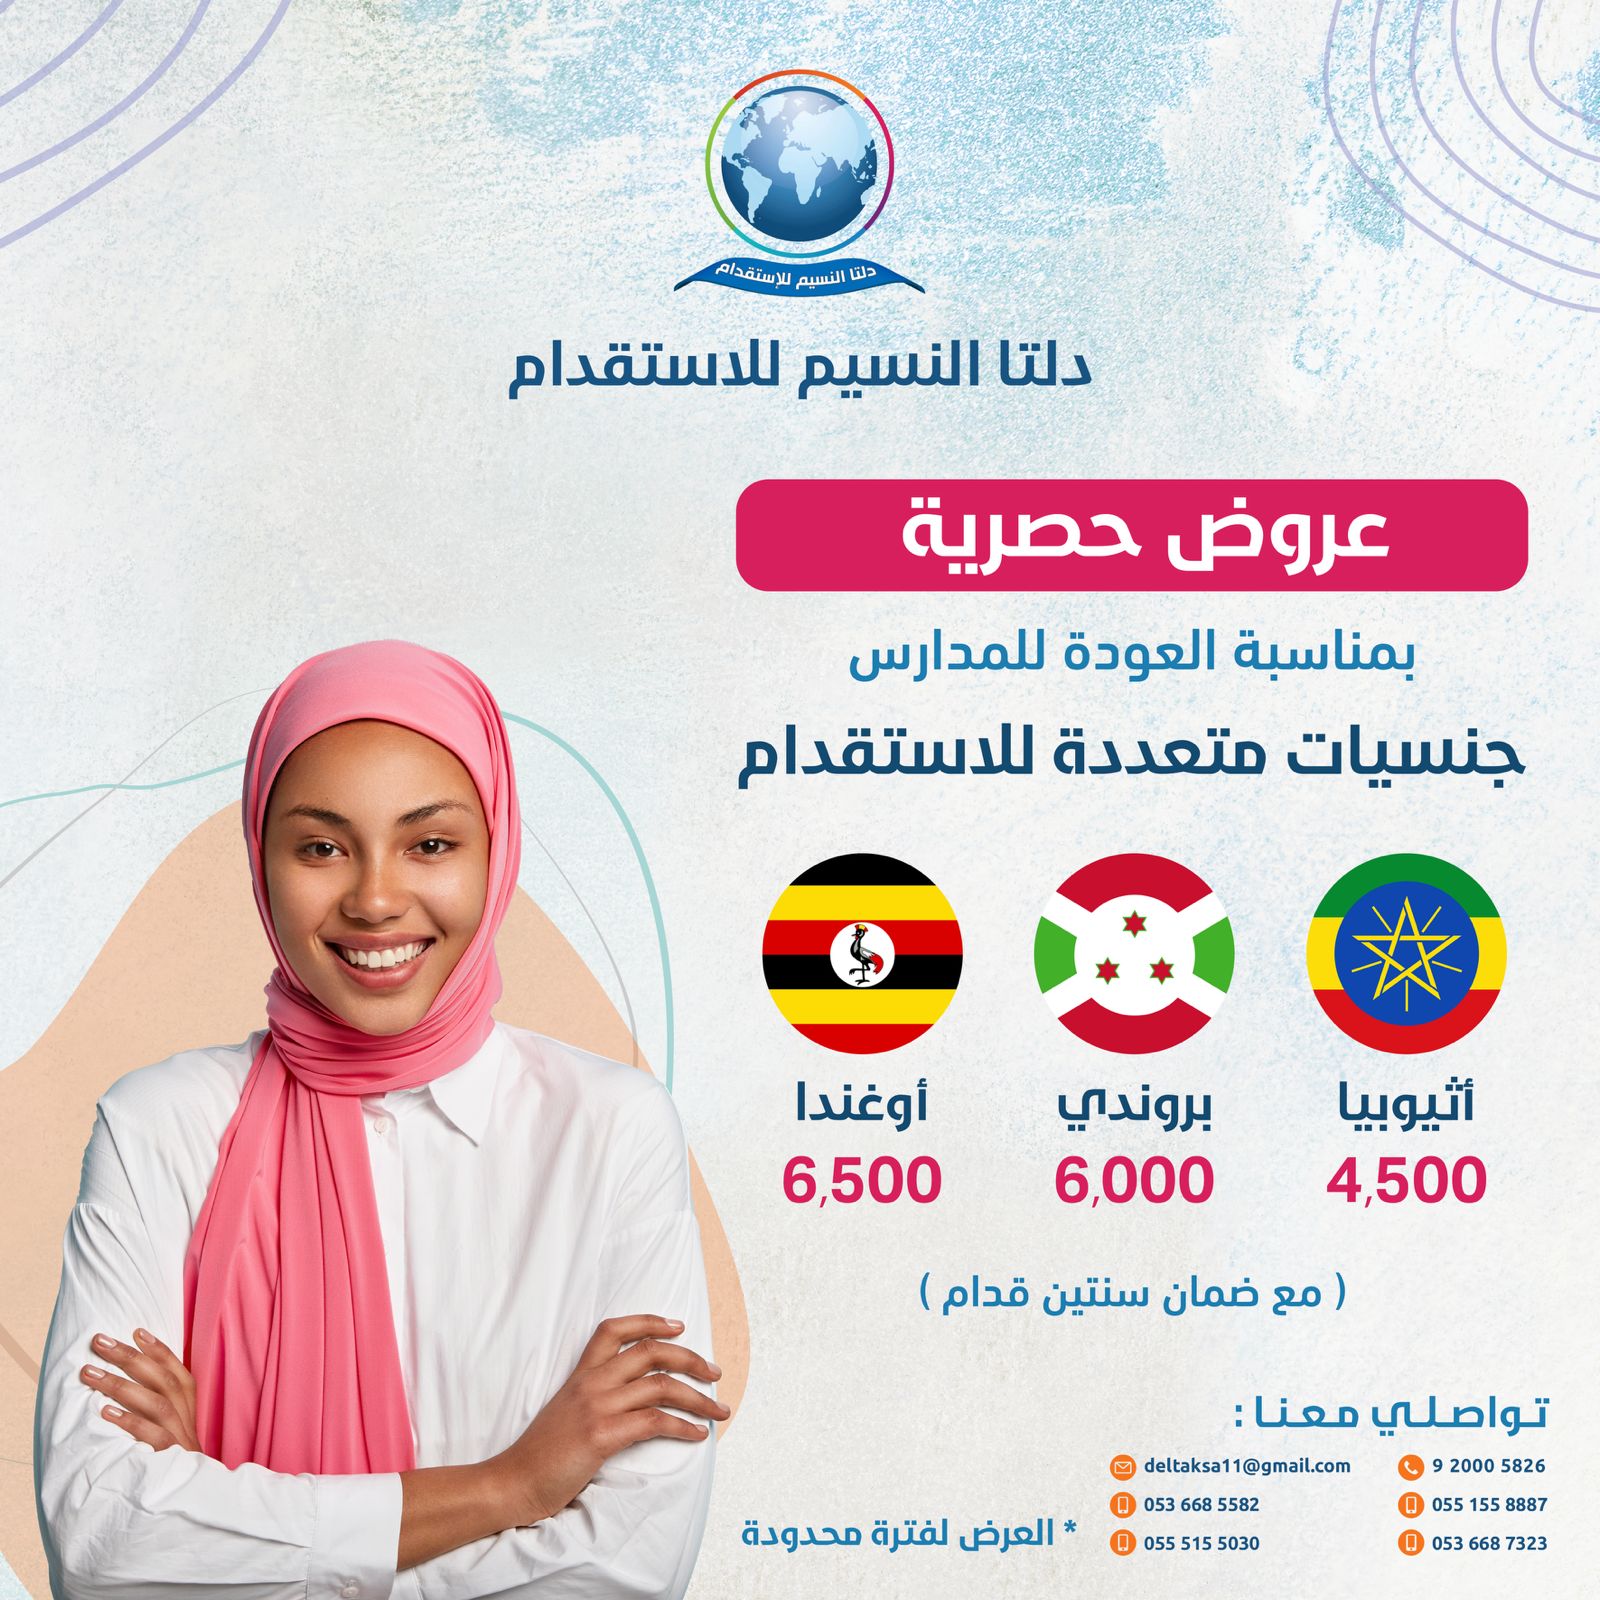 دلتا النسيم للإستقدام
دلتا النسيم للاستقدام
عروض حصرية
بمناسبة العودة للمدارس
جنسيات متعددة للاستقدام
أثيوبيا بروندي أوغندا
4,500 6,000 6,500
( مع ضمان سنتين قدام )
تواصلي معنا :
9 2000 5826 deltaksa11@gmail.com
055 155 8887 053 668 5582
053 668 7323 055 515 5030
* العرض لفترة محدودة